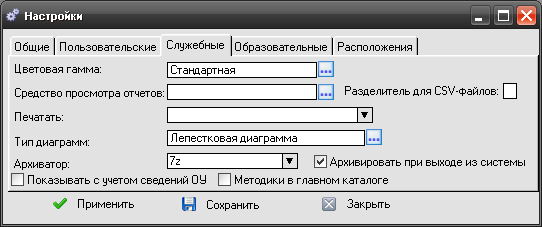 Настройки
Общие Пользовательские Служебные Образовательные Расположения
Цветовая гамма: Стандартная ...
Средство просмотра отчетов: ... Разделитель для CSV-файлов:
Печатать:
Тип диаграмм: Лепестковая диаграмма ...
Архиватор: 7z Архивировать при выходе из системы
Показывать с учетом сведений ОУ Методики в главном каталоге
Применить Сохранить Закрыть